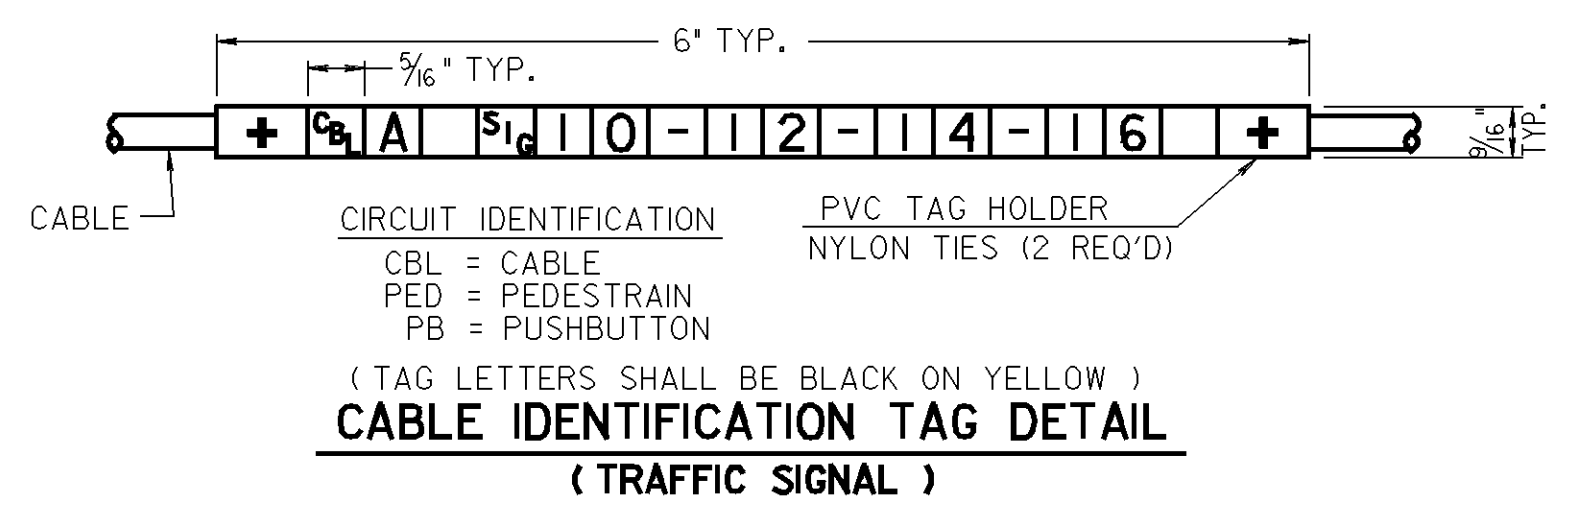 6" TYP.
5/16" TYP.
+ CBL A SIG 10-12-14-16 +
9/16" TYP.
CABLE
CIRCUIT IDENTIFICATION
CBL = CABLE
PED = PEDESTRAIN
PB = PUSHBUTTON
PVC TAG HOLDER
NYLON TIES (2 REQ'D)
( TAG LETTERS SHALL BE BLACK ON YELLOW )
CABLE IDENTIFICATION TAG DETAIL
( TRAFFIC SIGNAL )